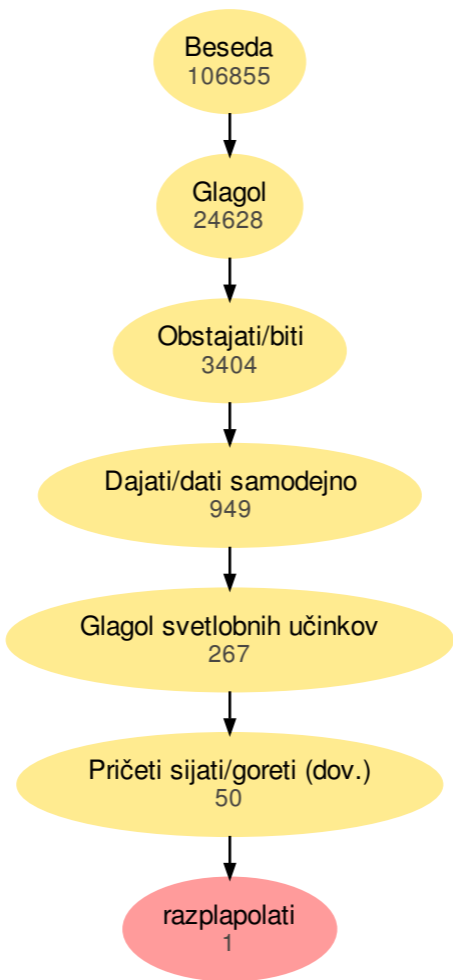 Beseda
106855
Glagol
24628
Obstajati/biti
3404
Dajati/dati samodejno
949
Glagol svetlobnih učinkov
267
Pričeti sijati/goreti (dov.)
50
razplapolati
1